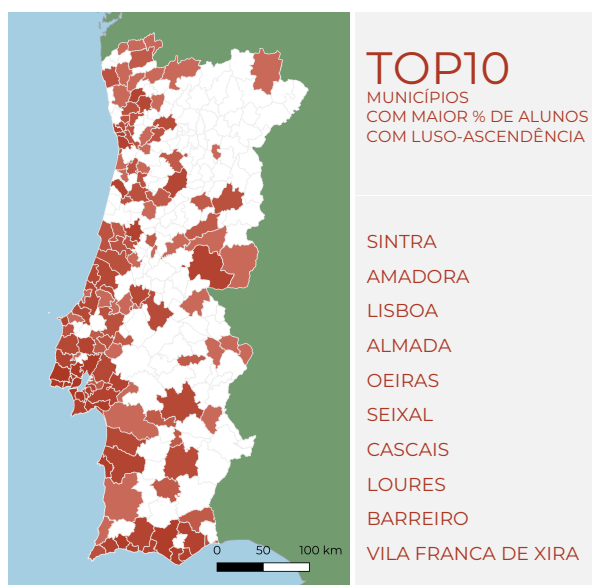 TOP10
MUNICÍPIOS
COM MAIOR % DE ALUNOS
COM LUSO-ASCENDÊNCIA
SINTRA
AMADORA
LISBOA
ALMADA
OEIRAS
SEIXAL
CASCAIS
LOURES
BARREIRO
VILA FRANCA DE XIRA
0 50 100 km